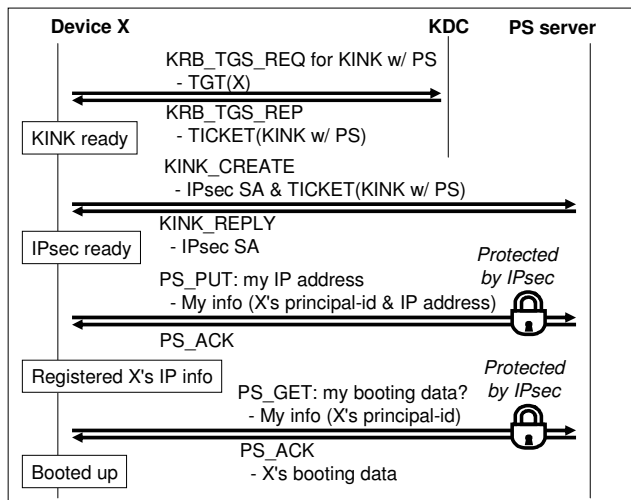 Device X
KDC
PS server
KRB_TGS_REQ for KINK w/ PS
- TGT(X)
KRB_TGS_REP
- TICKET(KINK w/ PS)
KINK ready
KINK_CREATE
- IPsec SA & TICKET(KINK w/ PS)
KINK_REPLY
- IPsec SA
IPsec ready
Protected
by IPsec
PS_PUT: my IP address
- My info (X's principal-id & IP address)
PS_ACK
Registered X's IP info
Protected
by IPsec
PS_GET: my booting data?
- My info (X's principal-id)
PS_ACK
- X's booting data
Booted up